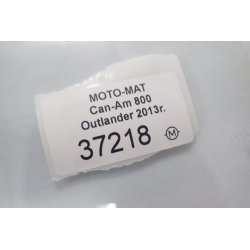 MOTO-MAT
Can-Am 800
Outlander 2013r.
37218
M